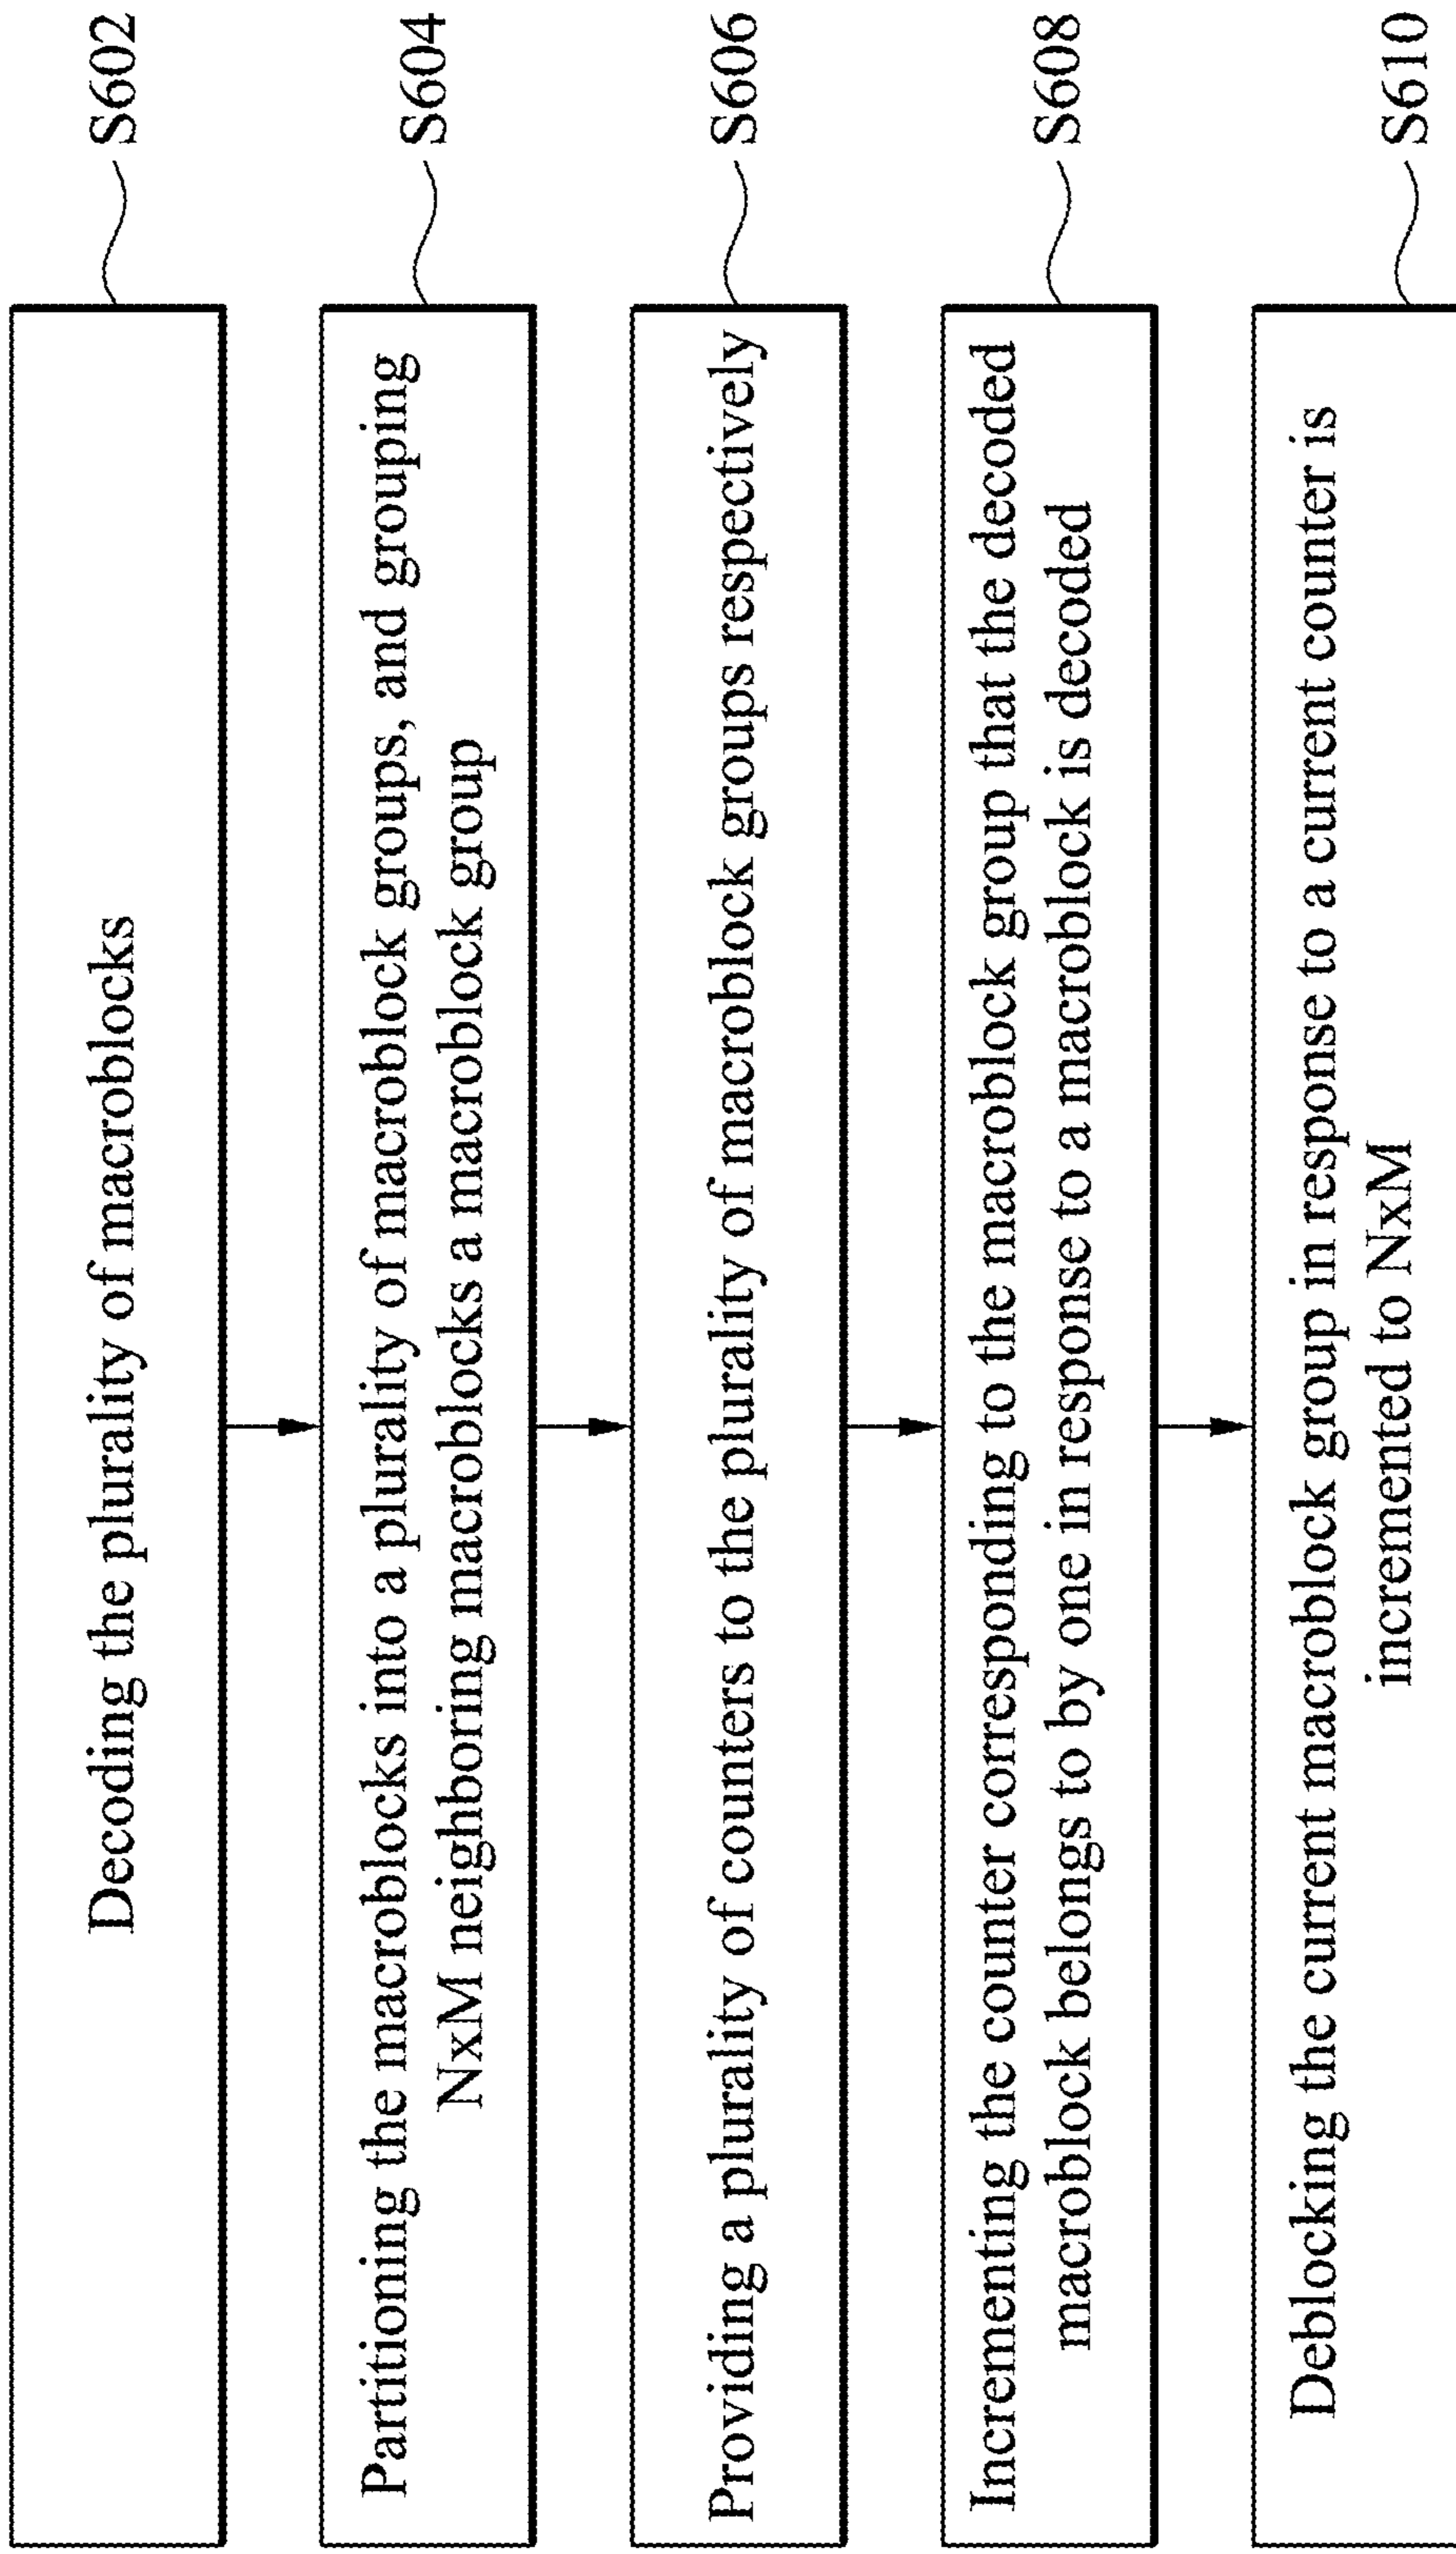 Decoding the plurality of macroblocks
S602
Partitioning the macroblocks into a plurality of macroblock groups, and grouping
NxM neighboring macroblocks a macroblock group
S604
Providing a plurality of counters to the plurality of macroblock groups respectively
S606
Incrementing the counter corresponding to the macroblock group that the decoded
macroblock belongs to by one in response to a macroblock is decoded
S608
Deblocking the current macroblock group in response to a current counter is
incremented to NxM
S610